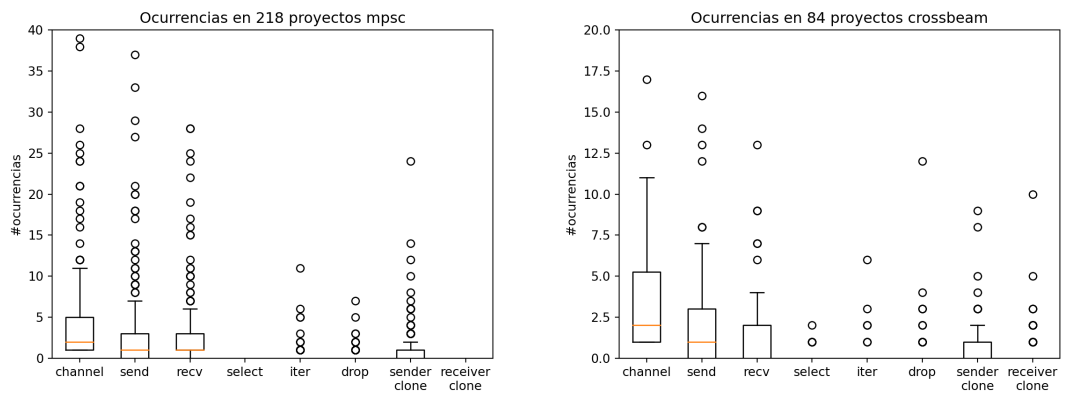 Ocurrencias en 218 proyectos mpsc
#ocurrencias
40
35
30
25
20
15
10
5
0
channel
send
recv
select
iter
drop
sender
clone
receiver
clone
Ocurrencias en 84 proyectos crossbeam
#ocurrencias
20.0
17.5
15.0
12.5
10.0
7.5
5.0
2.5
0.0
channel
send
recv
select
iter
drop
sender
clone
receiver
clone